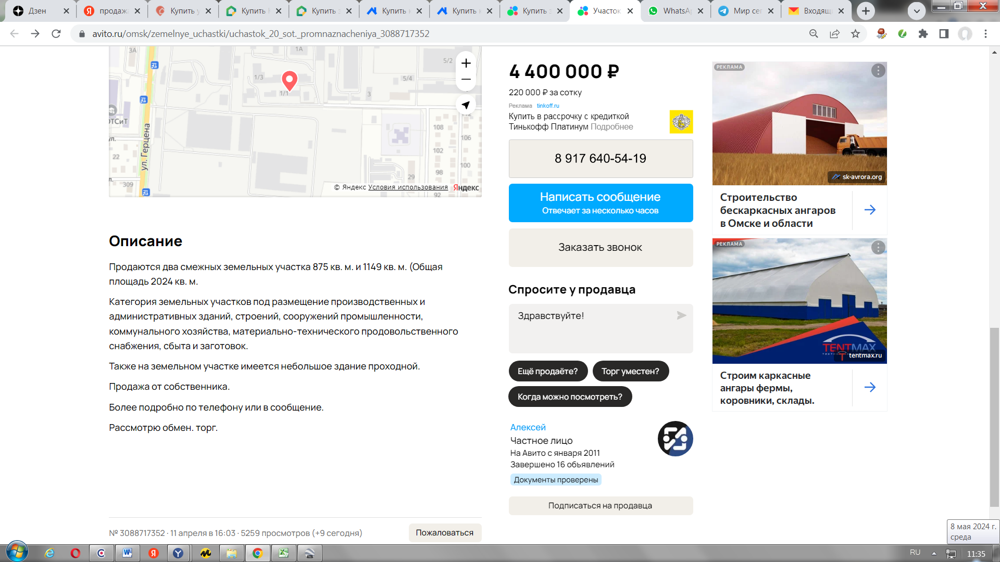 Дзен
продаж
Купить у
Купить
Купить з
Купить
Купить
Купить з
Участок
WhatsAp
Мир сег
Входящ
avito.ru/omsk/zemelnye_uchastki/uchastok_20_sot._promnaznacheniya_3088717352
3А
1А
5/2
1/3
5/4
1/1
3
ОТСиТ
ул.
ул. Герцена
108
106
22
102
100
98
29
309
92
© Яндекс Условия использования
Яндекс
Описание
Продаются два смежных земельных участка 875 кв. м. и 1149 кв. м. (Общая
площадь 2024 кв. м.
Категория земельных участков под размещение производственных и
административных зданий, строений, сооружений промышленности,
коммунального хозяйства, материально-технического продовольственного
снабжения, сбыта и заготовок.
Также на земельном участке имеется небольшое здание проходной.
Продажа от собственника.
Более подробно по телефону или в сообщение.
Рассмотрю обмен. торг.
№ 3088717352 · 11 апреля в 16:03 · 5259 просмотров (+9 сегодня)
Пожаловаться
4 400 000 ₽
220 000 ₽ за сотку
Реклама tinkoff.ru
Купить в рассрочку с кредиткой
Тинькофф Платинум Подробнее
8 917 640-54-19
Написать сообщение
Отвечает за несколько часов
Заказать звонок
Спросите у продавца
Здравствуйте!
Ещё продаёте?
Торг уместен?
Когда можно посмотреть?
Алексей
Частное лицо
На Авито с января 2011
Завершено 16 объявлений
Документы проверены
Подписаться на продавца
РЕКЛАМА
sk-avrora.org
Строительство
бескаркасных ангаров
в Омске и области
РЕКЛАМА
TENTMAX
tentmax.ru
Строим каркасные
ангары фермы,
коровники, склады.
8 мая 2024 г.
среда
RU
11:35